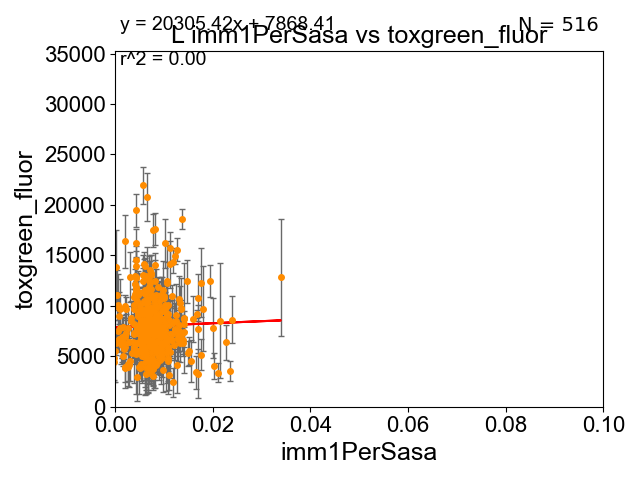 y = 20305.42x + 7868.41
N = 516
L imm1PerSasa vs toxgreen_fluor
r^2 = 0.00
35000
30000
25000
20000
15000
10000
5000
0
toxgreen_fluor
0.00 0.02 0.04 0.06 0.08 0.10
imm1PerSasa